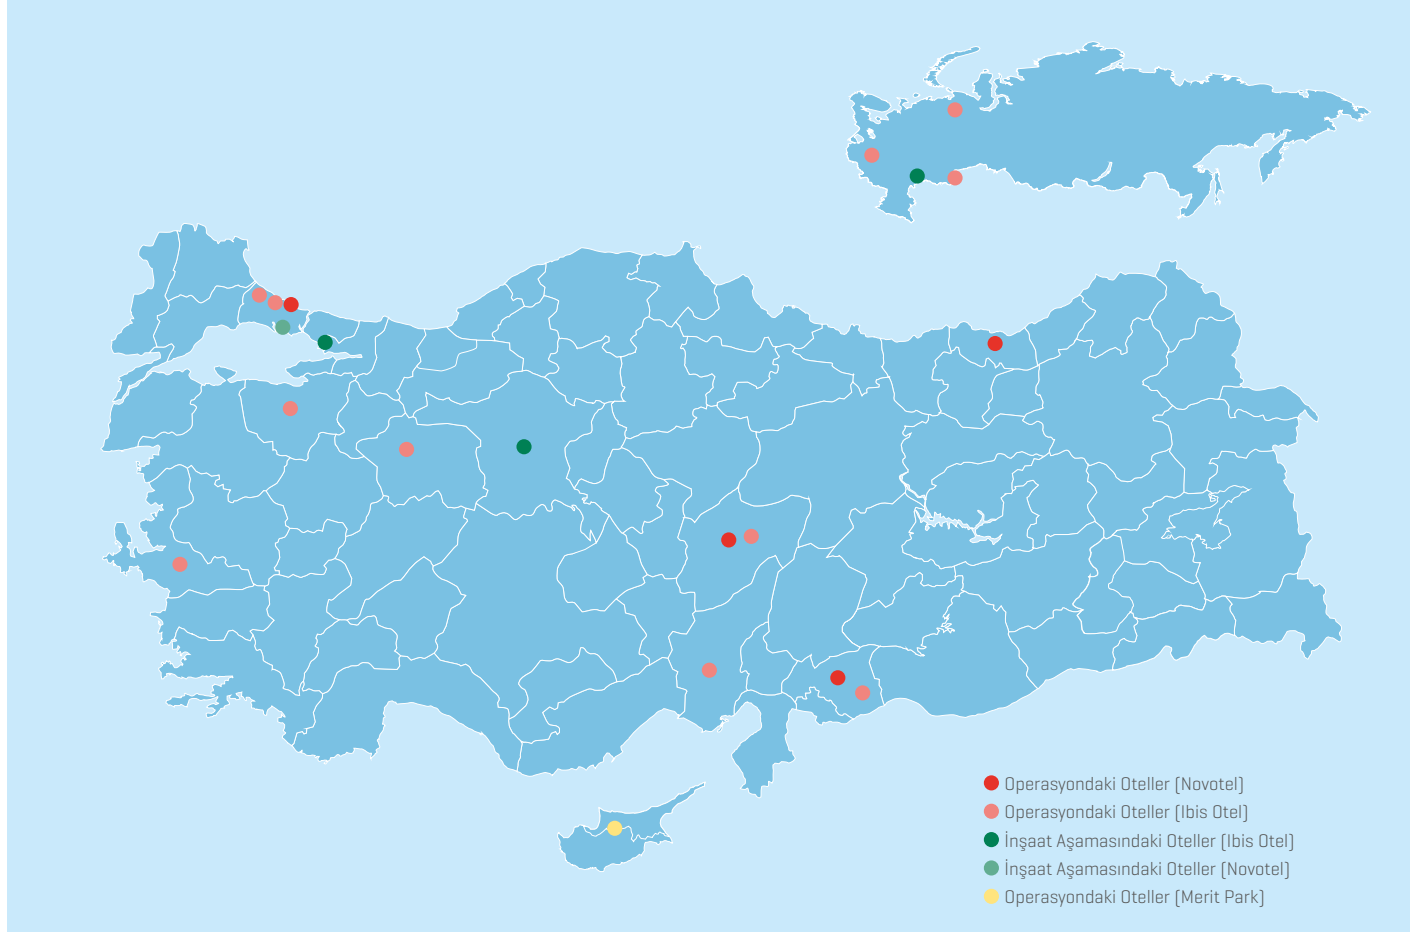 Operasyondaki Oteller (Novotel)
Operasyondaki Oteller (Ibis Otel)
İnşaat Aşamasındaki Oteller (Ibis Otel)
İnşaat Aşamasındaki Oteller (Novotel)
Operasyondaki Oteller (Merit Park)